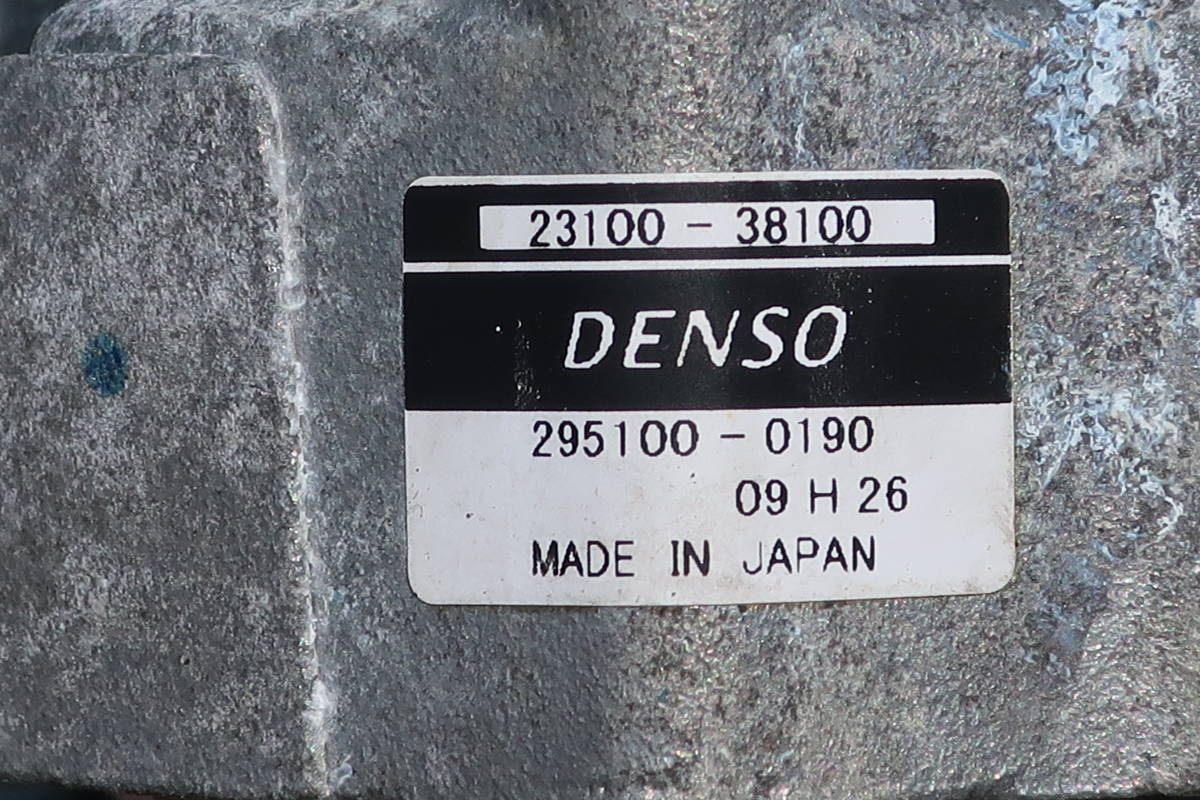 23100-38100
DENSO
295100-0190
09 H 26
MADE IN JAPAN